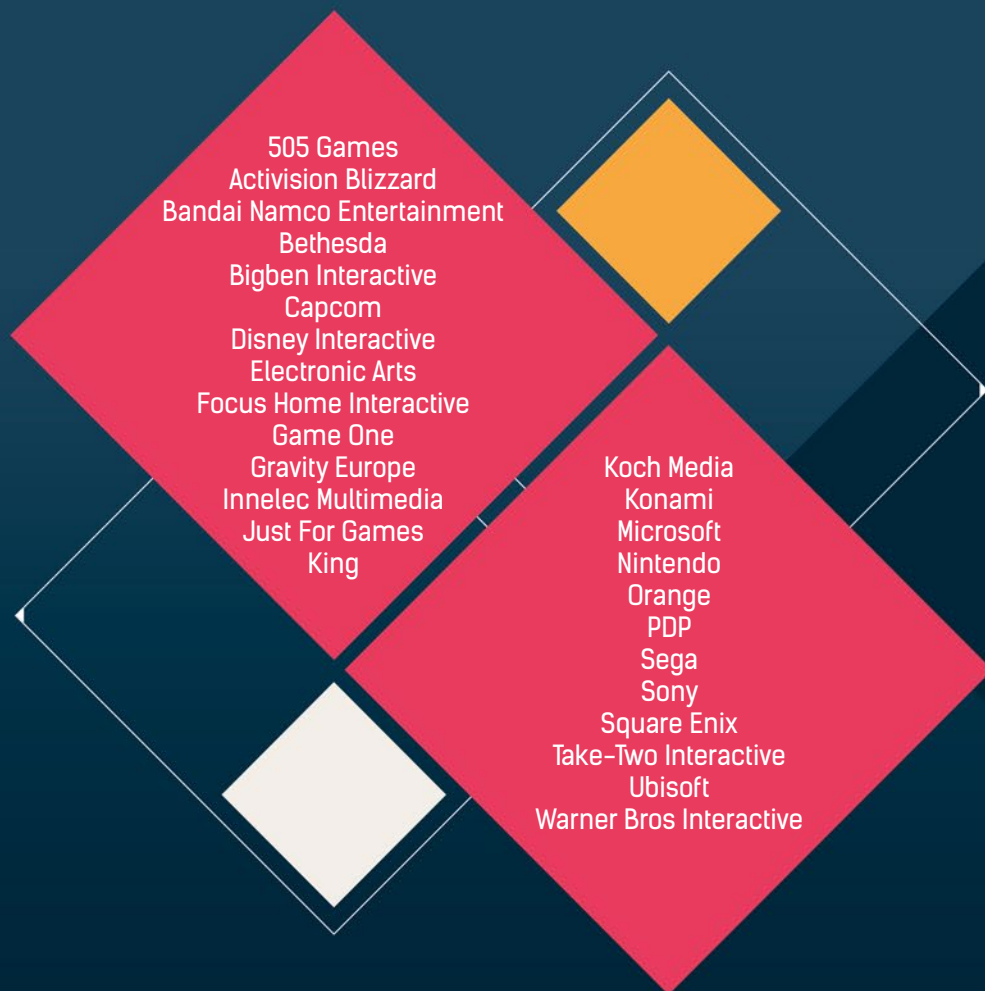 505 Games
Activision Blizzard
Bandai Namco Entertainment
Bethesda
Bigben Interactive
Capcom
Disney Interactive
Electronic Arts
Focus Home Interactive
Game One
Gravity Europe
Innelec Multimedia
Just For Games
King
Koch Media
Konami
Microsoft
Nintendo
Orange
PDP
Sega
Sony
Square Enix
Take-Two Interactive
Ubisoft
Warner Bros Interactive